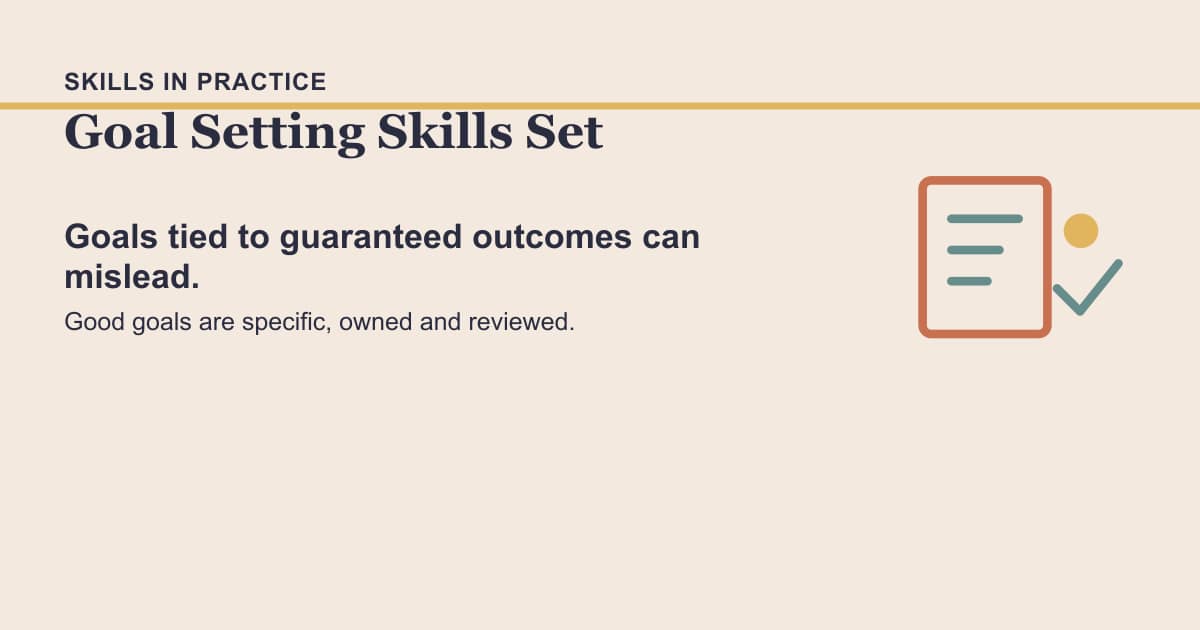 SKILLS IN PRACTICE
Goal Setting Skills Set
Goals tied to guaranteed outcomes can
mislead.
Good goals are specific, owned and reviewed.